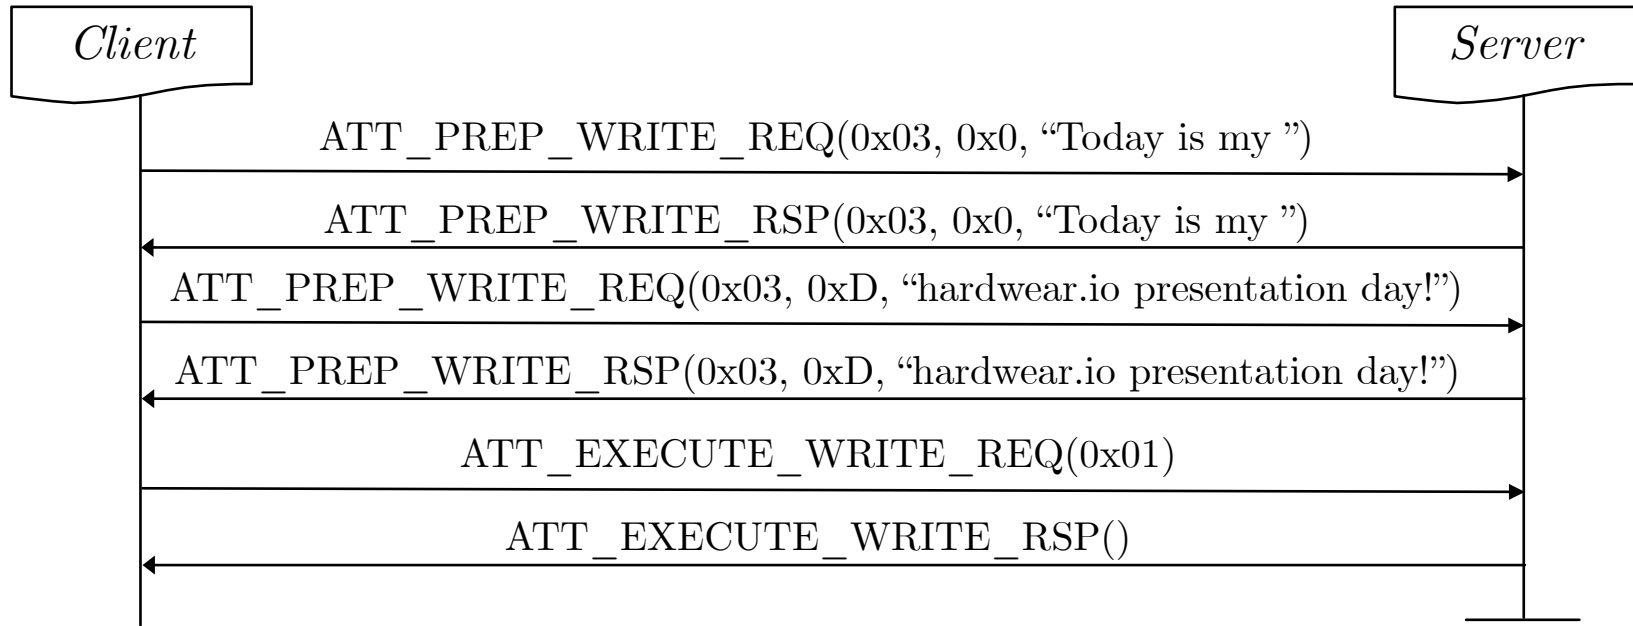 Client
Server
ATT_PREP_WRITE_REQ(0x03, 0x0, “Today is my ”)
ATT_PREP_WRITE_RSP(0x03, 0x0, “Today is my ”)
ATT_PREP_WRITE_REQ(0x03, 0xD, “hardwear.io presentation day!”)
ATT_PREP_WRITE_RSP(0x03, 0xD, “hardwear.io presentation day!”)
ATT_EXECUTE_WRITE_REQ(0x01)
ATT_EXECUTE_WRITE_RSP()